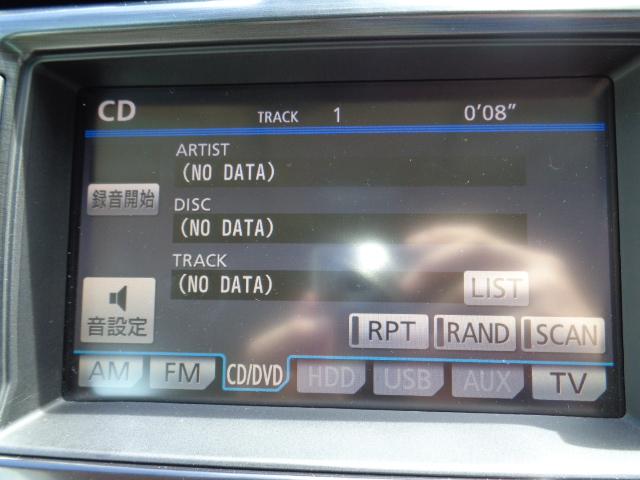 CD TRACK 1 0'08"
ARTIST
(NO DATA)
録音開始
DISC
(NO DATA)
TRACK
(NO DATA) LIST
音設定
RPT RAND SCAN
AM FM CD/DVD HDD USB AUX TV